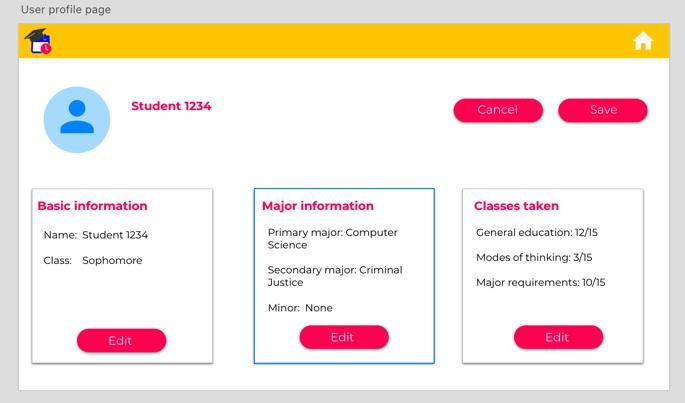 User profile page
Student 1234
Cancel
Save
Basic information
Name: Student 1234
Class: Sophomore
Edit
Major information
Primary major: Computer
Science
Secondary major: Criminal
Justice
Minor: None
Edit
Classes taken
General education: 12/15
Modes of thinking: 3/15
Major requirements: 10/15
Edit